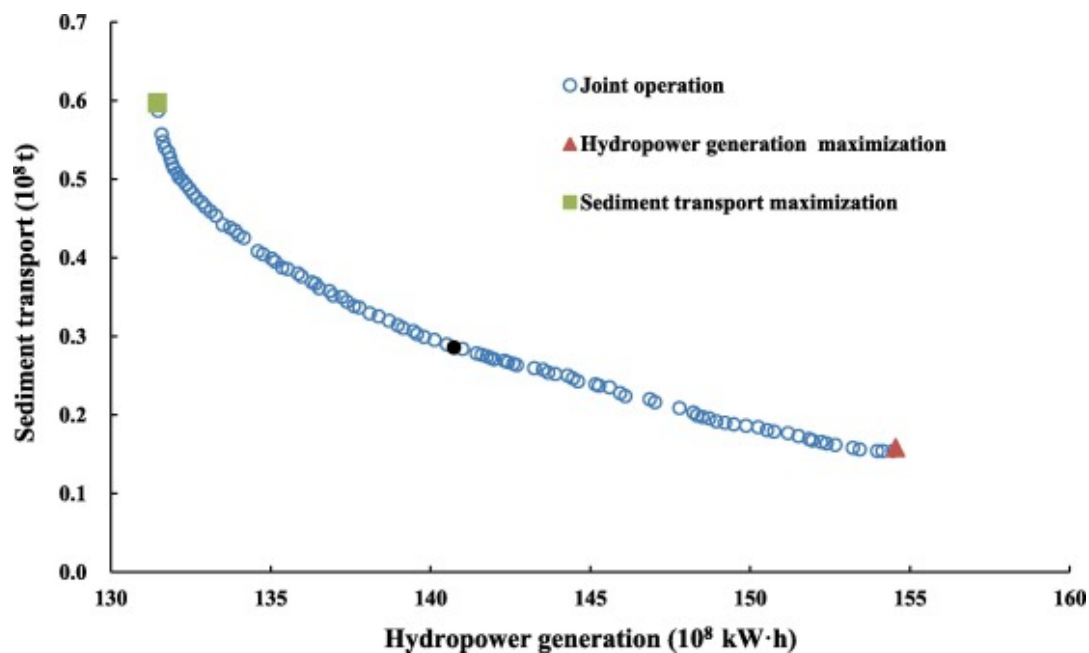 0.7
0.6
0.5
0.4
0.3
0.2
0.1
0.0
Sediment transport (10⁸ t)
Joint operation
Hydropower generation maximization
Sediment transport maximization
130 135 140 145 150 155 160
Hydropower generation (10⁸ kW·h)